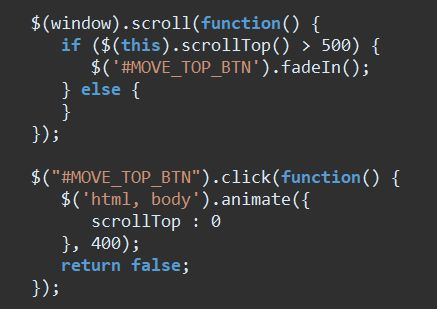 $(window).scroll(function() {
if ($(this).scrollTop() > 500) {
$('#MOVE_TOP_BTN').fadeIn();
} else {
}
});
$("#MOVE_TOP_BTN").click(function() {
$('html, body').animate({
scrollTop : 0
}, 400);
return false;
});